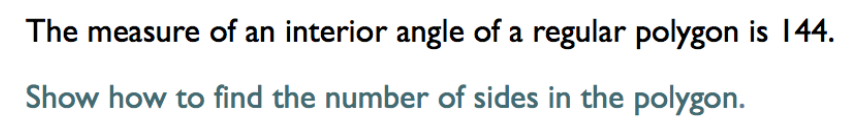 The measure of an interior angle of a regular polygon is 144.
Show how to find the number of sides in the polygon.